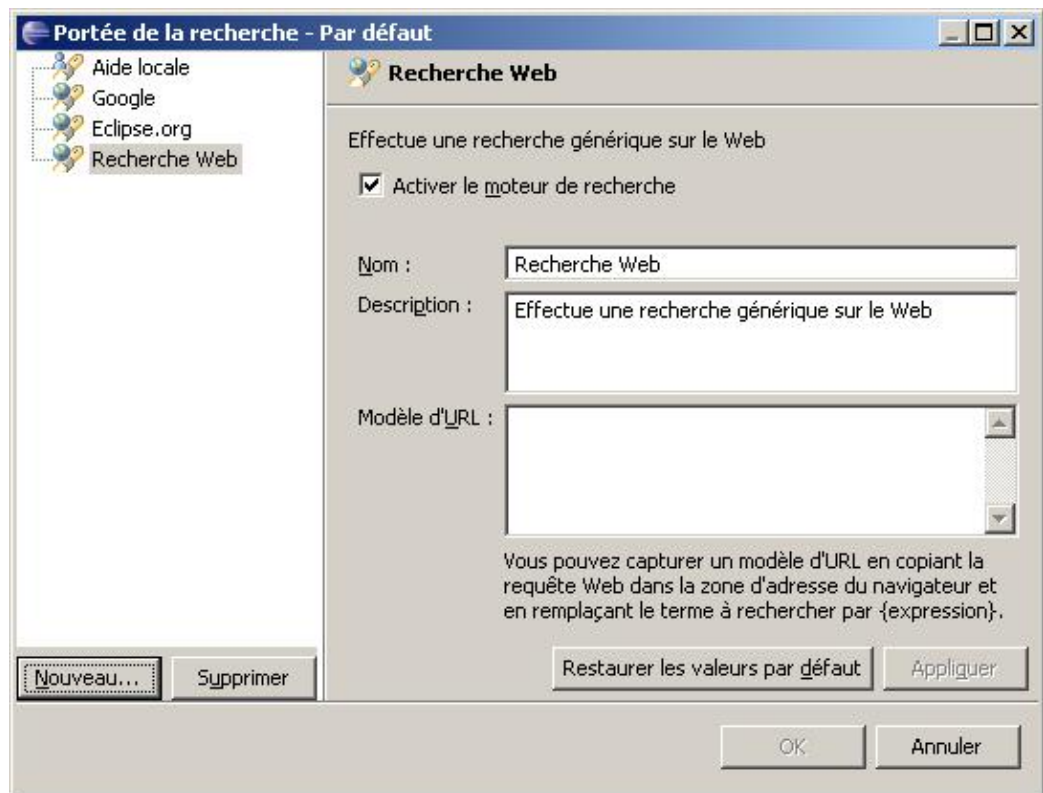 Portée de la recherche - Par défaut
Aide locale
Google
Eclipse.org
Recherche Web
Recherche Web
Effectue une recherche générique sur le Web
Activer le moteur de recherche
Nom :
Recherche Web
Description :
Effectue une recherche générique sur le Web
Modèle d'URL :
Vous pouvez capturer un modèle d'URL en copiant la
requête Web dans la zone d'adresse du navigateur et
en remplaçant le terme à rechercher par {expression}.
Nouveau...
Supprimer
Restaurer les valeurs par défaut
Appliquer
OK
Annuler